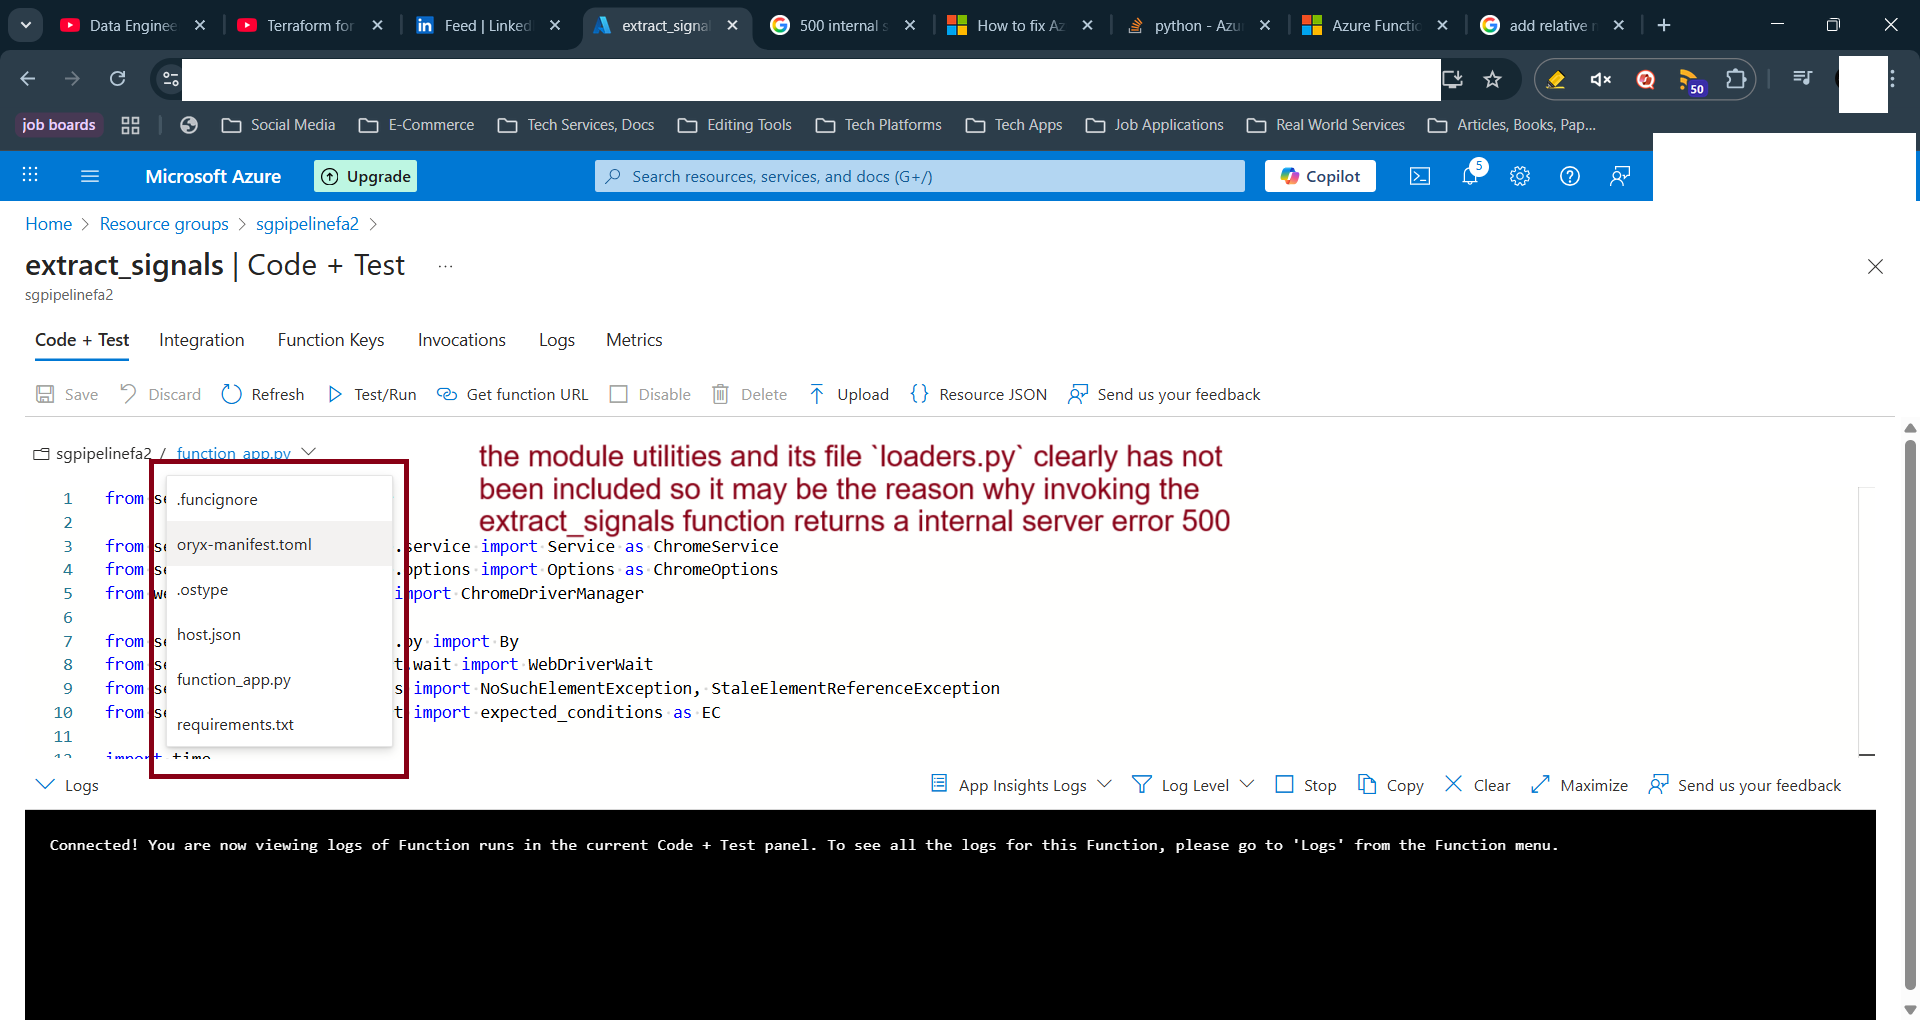 Data Enginee
Terraform for
Feed | Linked
extract_signal
500 internal s
How to fix Az
python - Azu
Azure Functio
add relative
50
job boards
Social Media
E-Commerce
Tech Services, Docs
Editing Tools
Tech Platforms
Tech Apps
Job Applications
Real World Services
Articles, Books, Pap...
Microsoft Azure
Upgrade
Search resources, services, and docs (G+/)
Copilot
5
Home > Resource groups > sgpipelinefa2 >
extract_signals | Code + Test ...
sgpipelinefa2
Code + Test Integration Function Keys Invocations Logs Metrics
Save Discard Refresh Test/Run Get function URL Disable Delete Upload Resource JSON Send us your feedback
sgpipelinefa2 / function_app.py
the module utilities and its file `loaders.py` clearly has not
been included so it may be the reason why invoking the
extract_signals function returns a internal server error 500
.funcignore
oryx-manifest.toml
.ostype
host.json
function_app.py
requirements.txt
1 from se
2
3 from se .service import Service as ChromeService
4 from se .options import Options as ChromeOptions
5 from we import ChromeDriverManager
6
7 from se .by import By
8 from se t.wait import WebDriverWait
9 from se s import NoSuchElementException, StaleElementReferenceException
10 from se t import expected_conditions as EC
11
12 import time
Logs
App Insights Logs Log Level Stop Copy Clear Maximize Send us your feedback
Connected! You are now viewing logs of Function runs in the current Code + Test panel. To see all the logs for this Function, please go to 'Logs' from the Function menu.